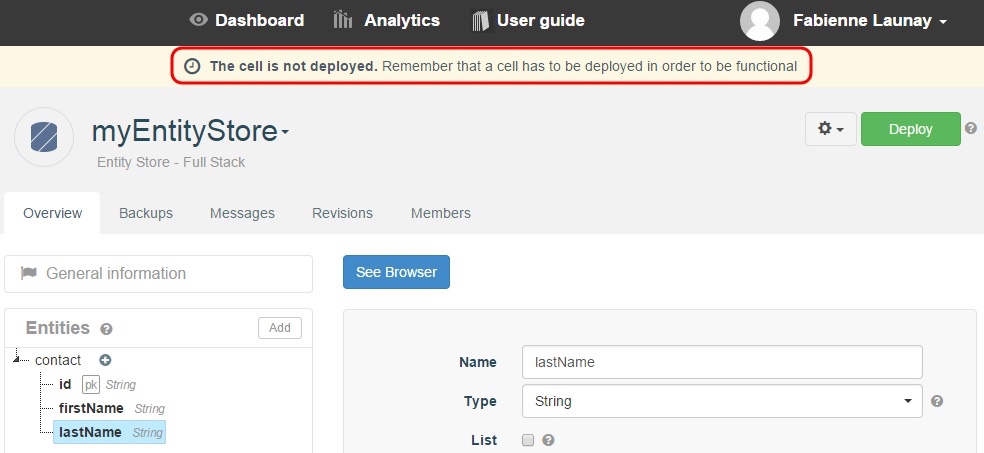 Dashboard Analytics User guide Fabienne Launay
The cell is not deployed. Remember that a cell has to be deployed in order to be functional
myEntityStore
Deploy
Entity Store - Full Stack
Overview Backups Messages Revisions Members
General information
See Browser
Entities
Add
contact
id pk String
firstName String
lastName String
Name lastName
Type String
List